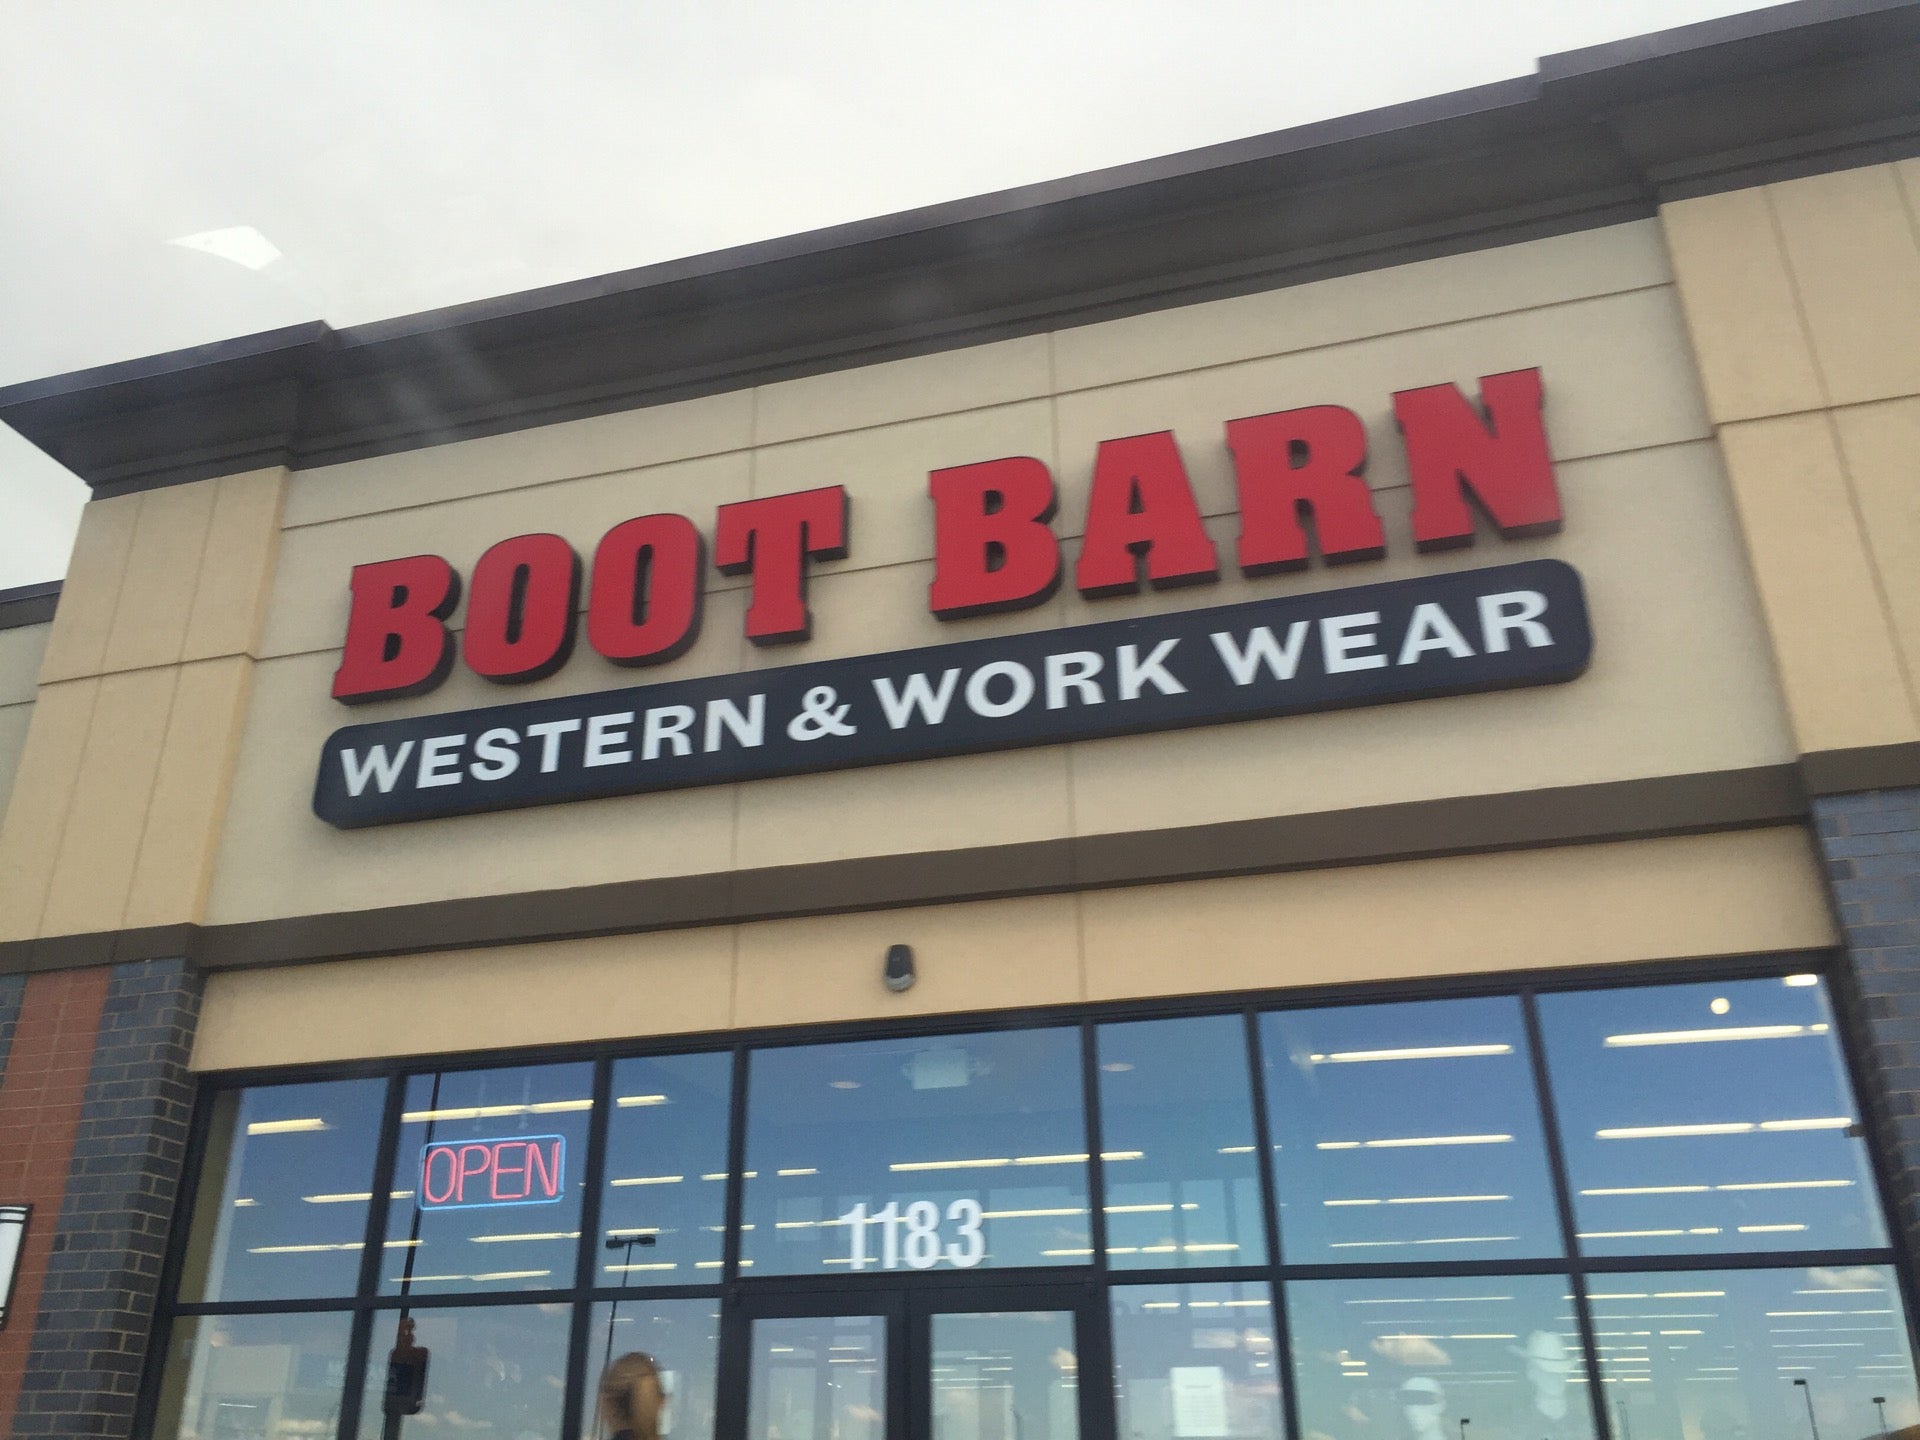 BOOT BARN
WESTERN & WORK WEAR
OPEN
1183